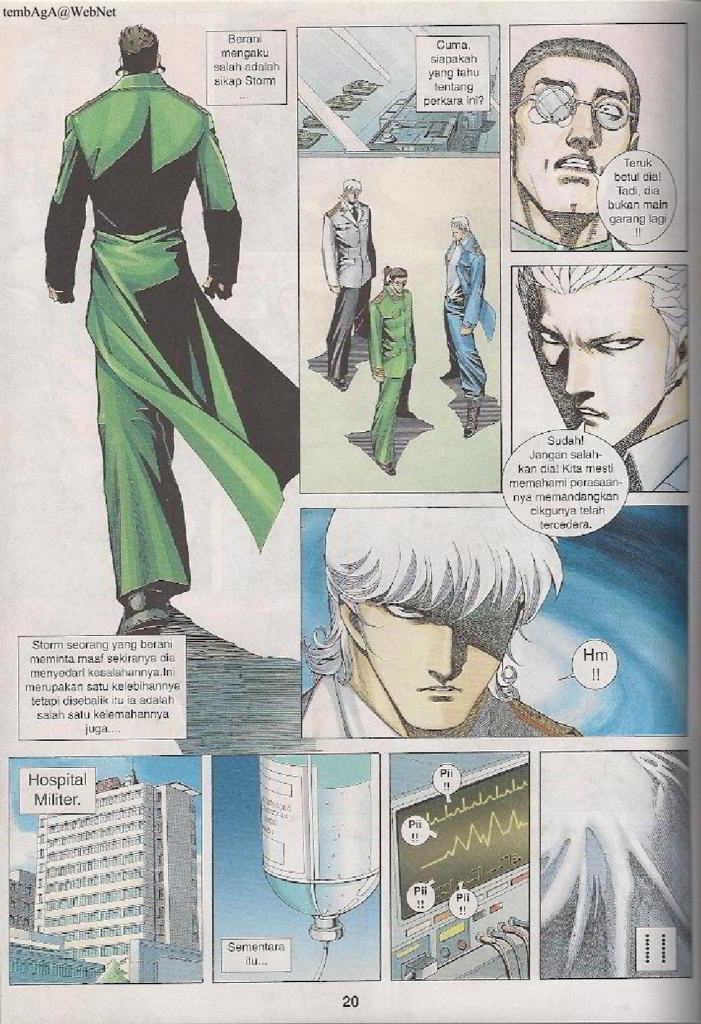 tembAgA@WebNet
Berani
mengaku
salah adalah
sikap Storm
....
Cuma,
siapakah
yang tahu
tentang
perkara ini?
Teruk
betul dia!
Tadi, dia
bukan main
garang lagi
!!
Sudah!
Jangan salah-
kan dia! Kita mesti
memahami perasaan-
nya memandangkan
cikgunya telah
tercedera.
Hm
!!
Storm seorang yang berani
meminta maaf sekiranya dia
menyedari kesalahannya.Ini
merupakan satu kelebihannya
tetapi disebalik itu ia adalah
salah satu kelemahannya
juga....
Hospital
Militer.
Sementara
itu...
Pii
!!
Pii
!!
Pii
!!
Pii
!!
20